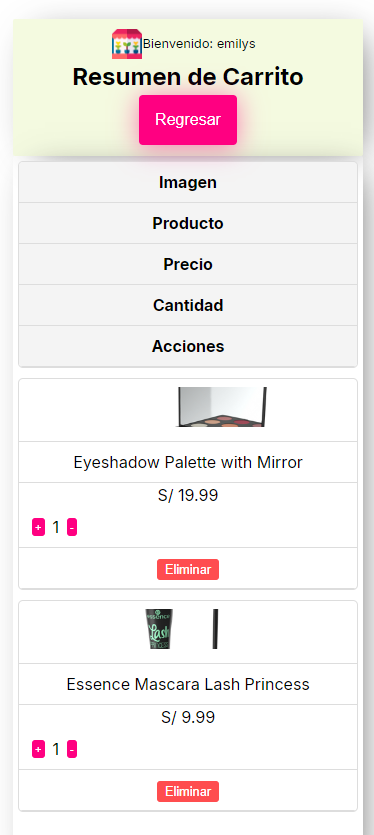 Bienvenido: emilys
Resumen de Carrito
Regresar
Imagen
Producto
Precio
Cantidad
Acciones
Eyeshadow Palette with Mirror
S/ 19.99
+ 1 -
Eliminar
essence
Lash
Essence Mascara Lash Princess
S/ 9.99
+ 1 -
Eliminar